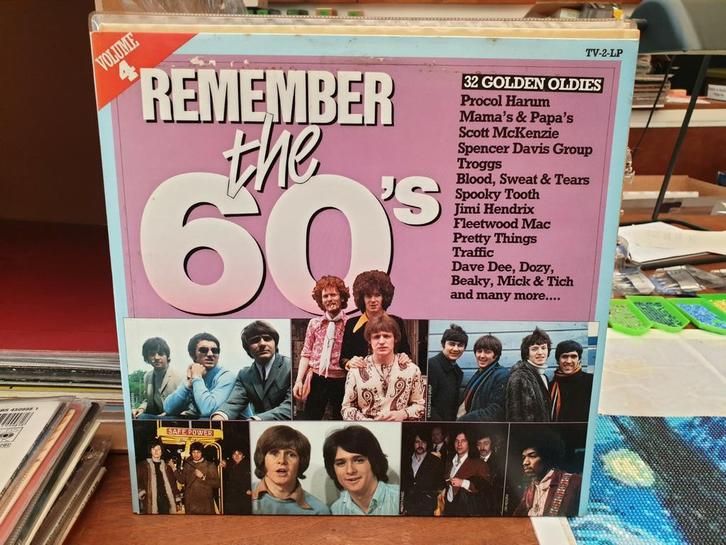 VOLUME
4
TV-2-LP
REMEMBER
the
60's
32 GOLDEN OLDIES
Procol Harum
Mama's & Papa's
Scott McKenzie
Spencer Davis Group
Troggs
Blood, Sweat & Tears
Spooky Tooth
Jimi Hendrix
Fleetwood Mac
Pretty Things
Traffic
Dave Dee, Dozy,
Beaky, Mick & Tich
and many more....
SAFE POWER